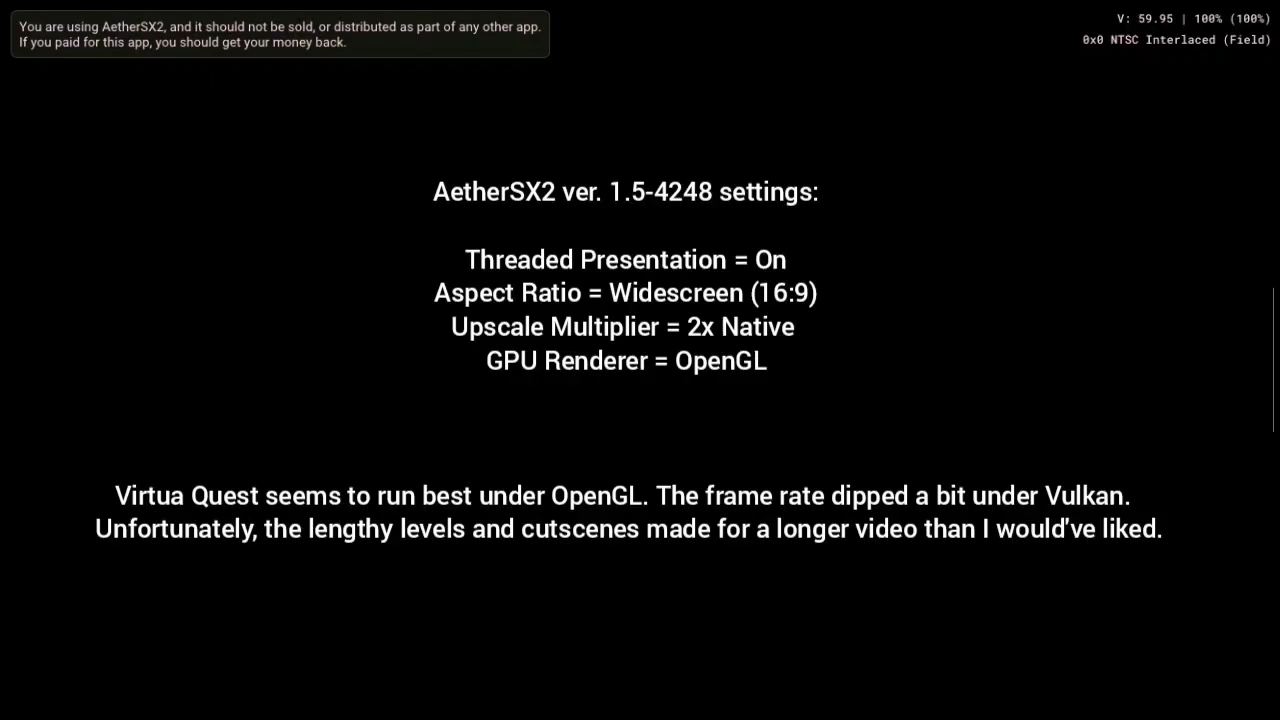 You are using AetherSX2, and it should not be sold, or distributed as part of any other app.
If you paid for this app, you should get your money back.
V: 59.95 | 100% (100%)
0x0 NTSC Interlaced (Field)
AetherSX2 ver. 1.5-4248 settings:
Threaded Presentation = On
Aspect Ratio = Widescreen (16:9)
Upscale Multiplier = 2x Native
GPU Renderer = OpenGL
Virtua Quest seems to run best under OpenGL. The frame rate dipped a bit under Vulkan.
Unfortunately, the lengthy levels and cutscenes made for a longer video than I would've liked.